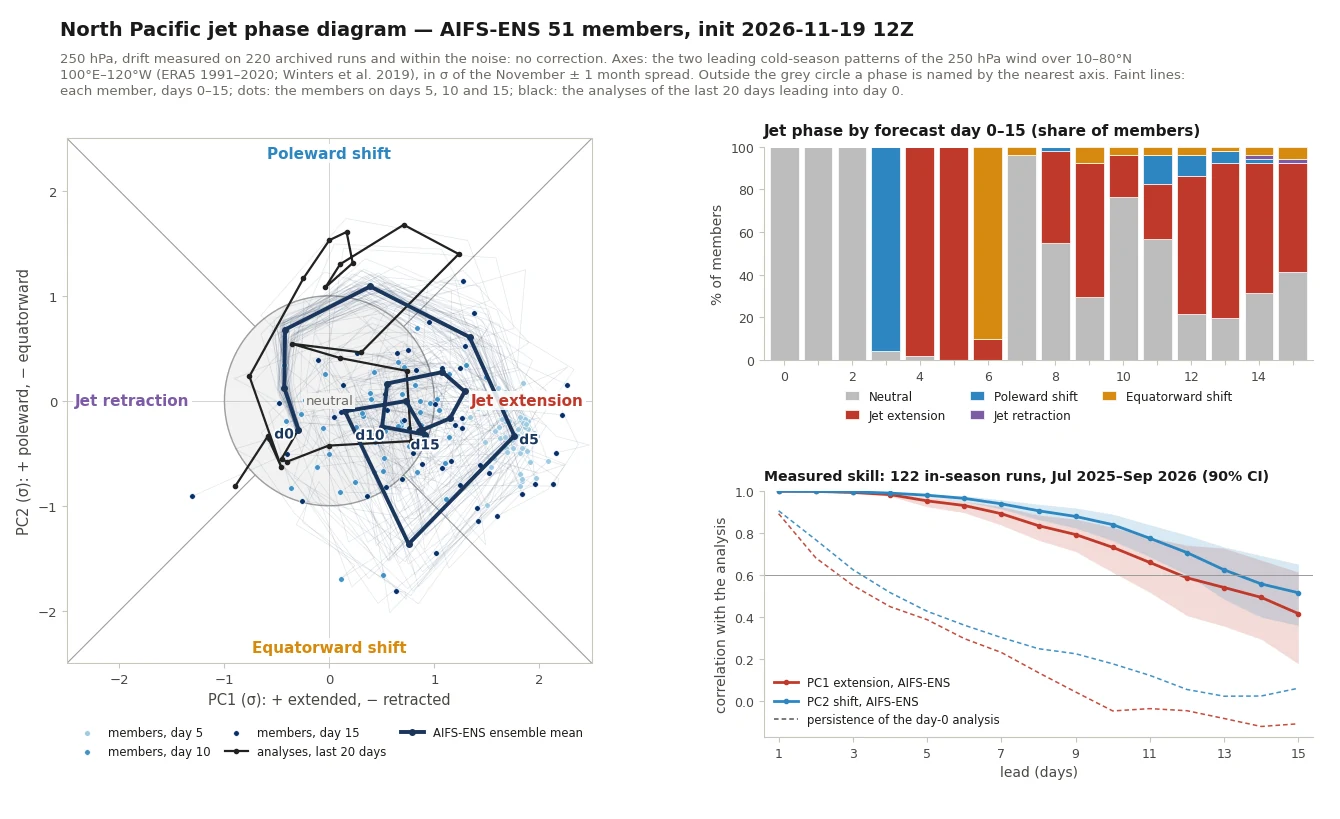 North Pacific jet phase diagram — AIFS-ENS 51 members, init 2026-11-19 12Z
250 hPa, drift measured on 220 archived runs and within the noise: no correction. Axes: the two leading cold-season patterns of the 250 hPa wind over 10–80°N
100°E–120°W (ERA5 1991–2020; Winters et al. 2019), in σ of the November ± 1 month spread. Outside the grey circle a phase is named by the nearest axis. Faint lines:
each member, days 0–15; dots: the members on days 5, 10 and 15; black: the analyses of the last 20 days leading into day 0.
Poleward shift
Jet retraction
neutral
Jet extension
Equatorward shift
d0
d10
d15
d5
2
1
0
−1
−2
PC2 (σ): + poleward, − equatorward
−2
−1
0
1
2
PC1 (σ): + extended, − retracted
members, day 5
members, day 10
members, day 15
analyses, last 20 days
AIFS-ENS ensemble mean
Jet phase by forecast day 0–15 (share of members)
100
80
60
40
20
0
% of members
0
2
4
6
8
10
12
14
Neutral
Jet extension
Poleward shift
Jet retraction
Equatorward shift
Measured skill: 122 in-season runs, Jul 2025–Sep 2026 (90% CI)
1.0
0.8
0.6
0.4
0.2
0.0
correlation with the analysis
PC1 extension, AIFS-ENS
PC2 shift, AIFS-ENS
persistence of the day-0 analysis
1
3
5
7
9
11
13
15
lead (days)